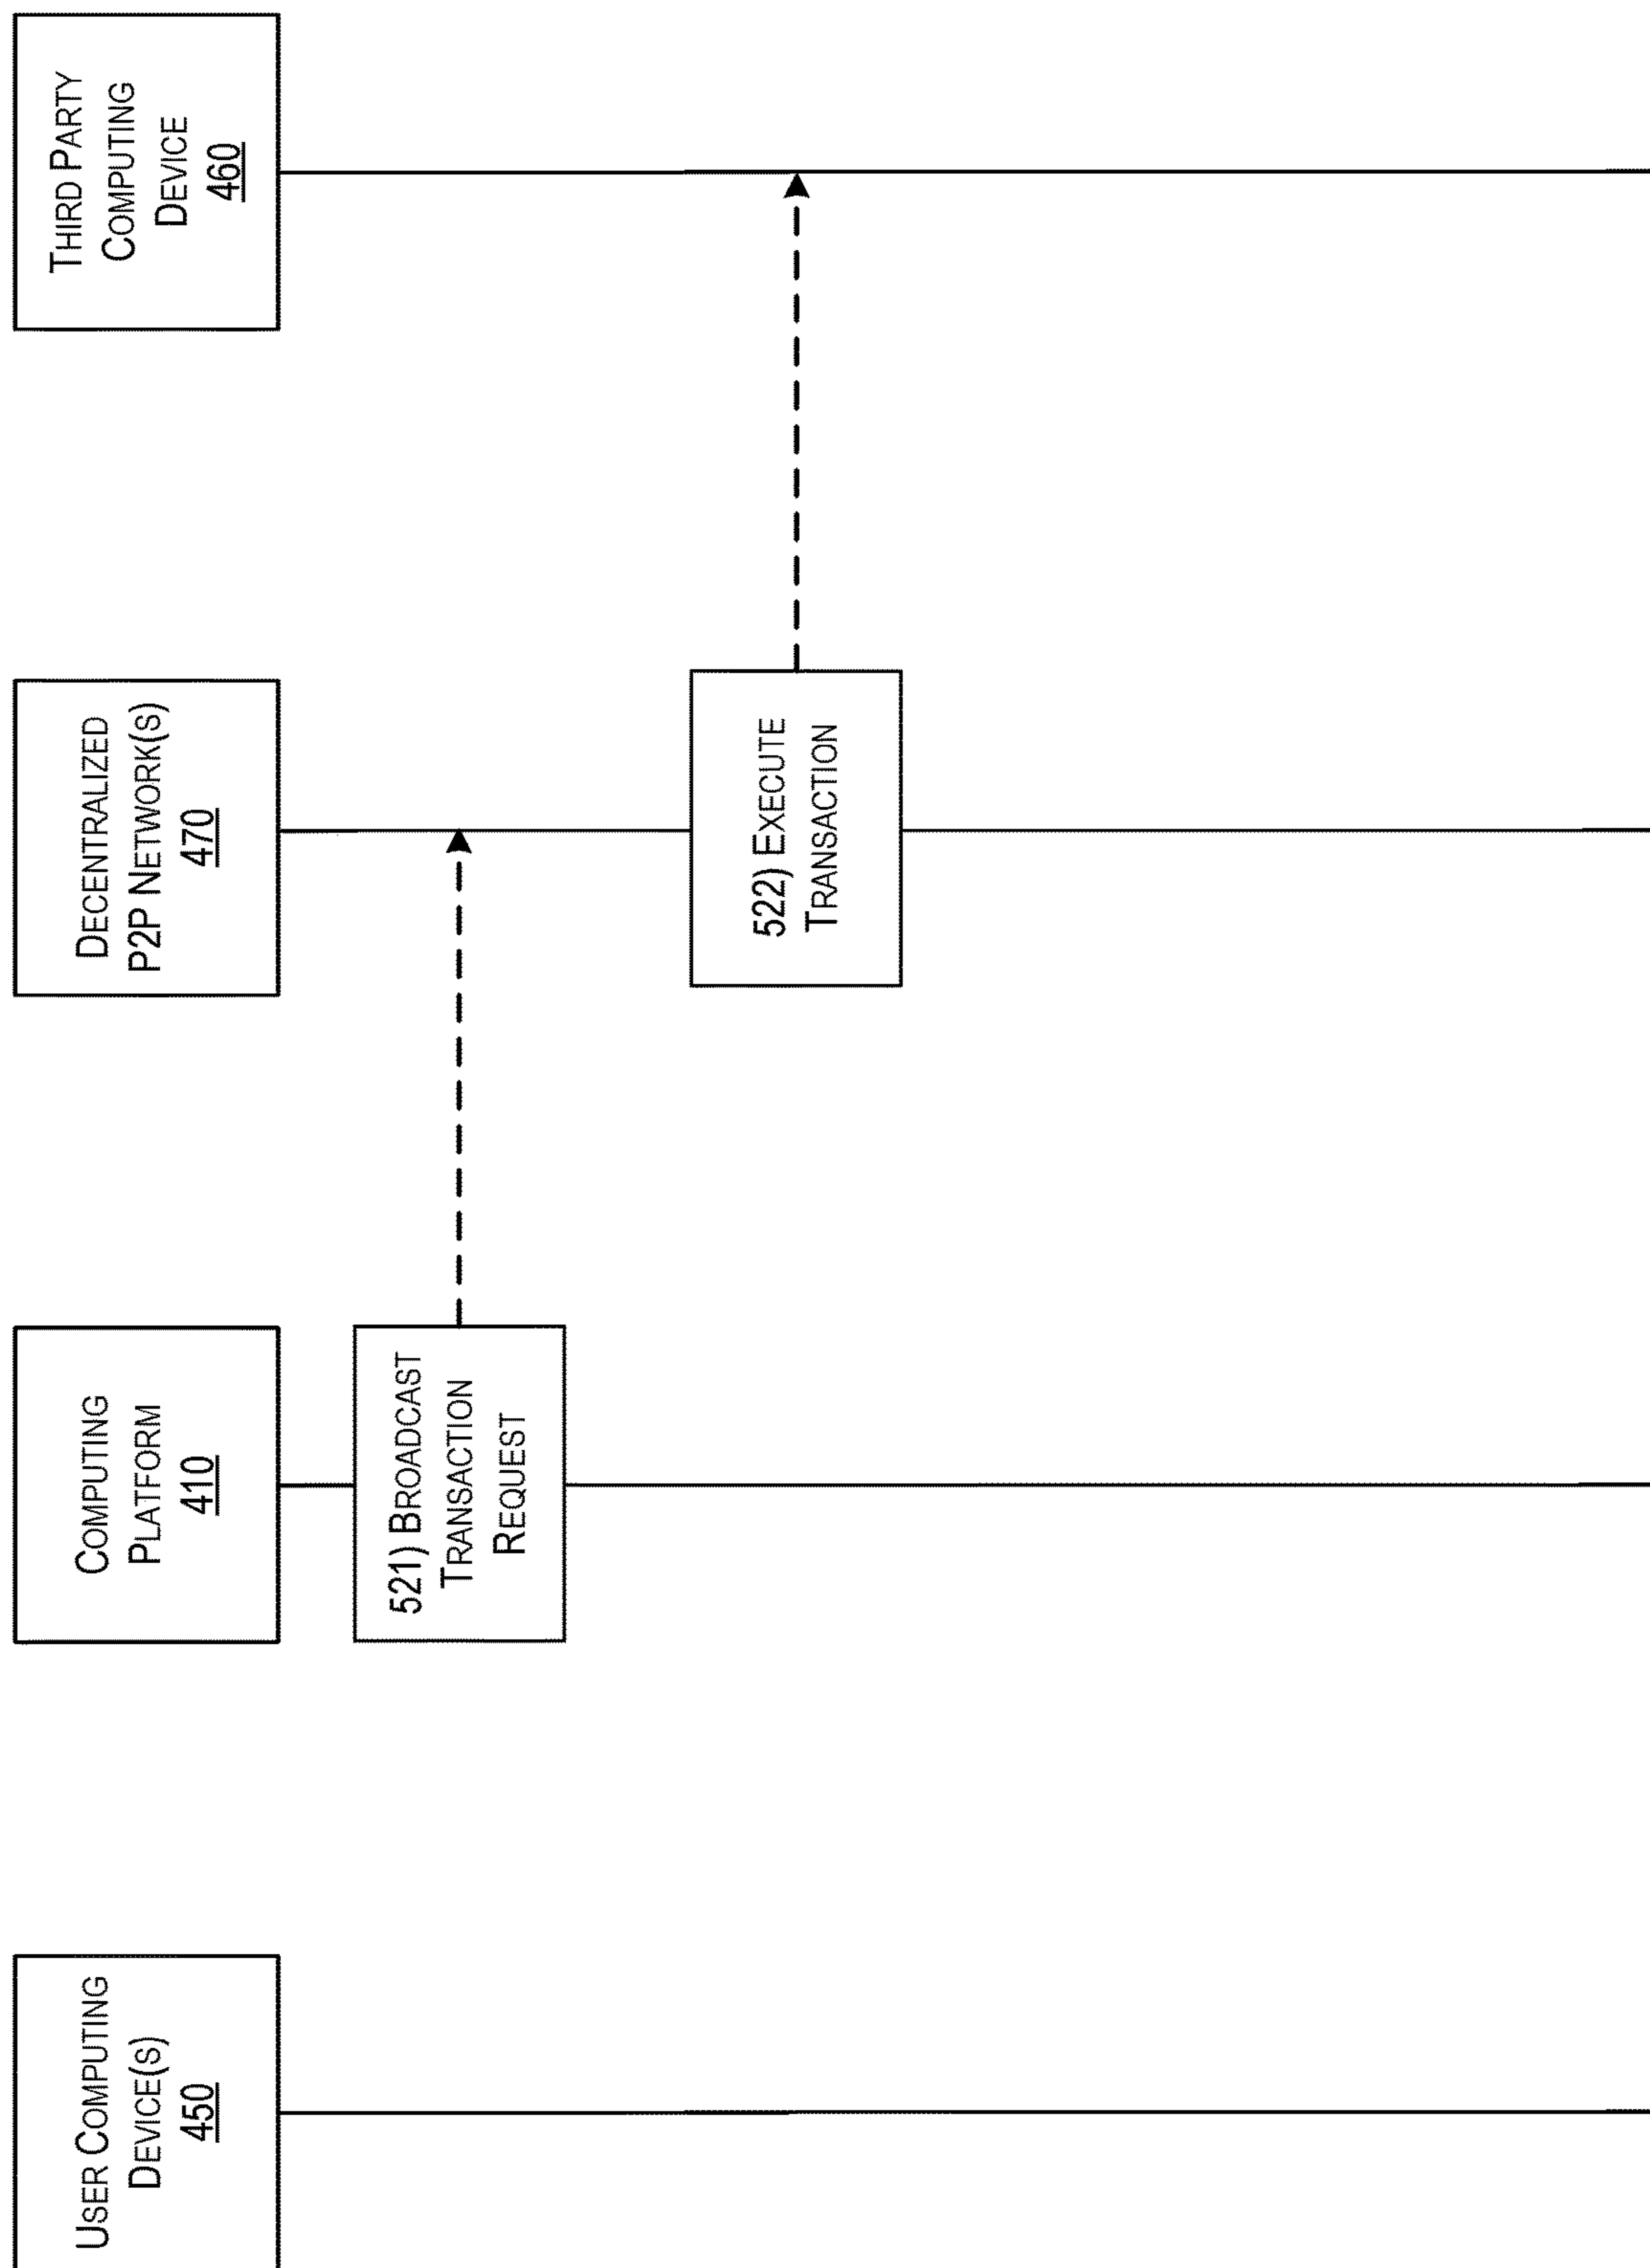 USER COMPUTING
DEVICE(S)
450
COMPUTING
PLATFORM
410
DECENTRALIZED
P2P NETWORK(S)
470
THIRD PARTY
COMPUTING
DEVICE
460
521) BROADCAST
TRANSACTION
REQUEST
522) EXECUTE
TRANSACTION